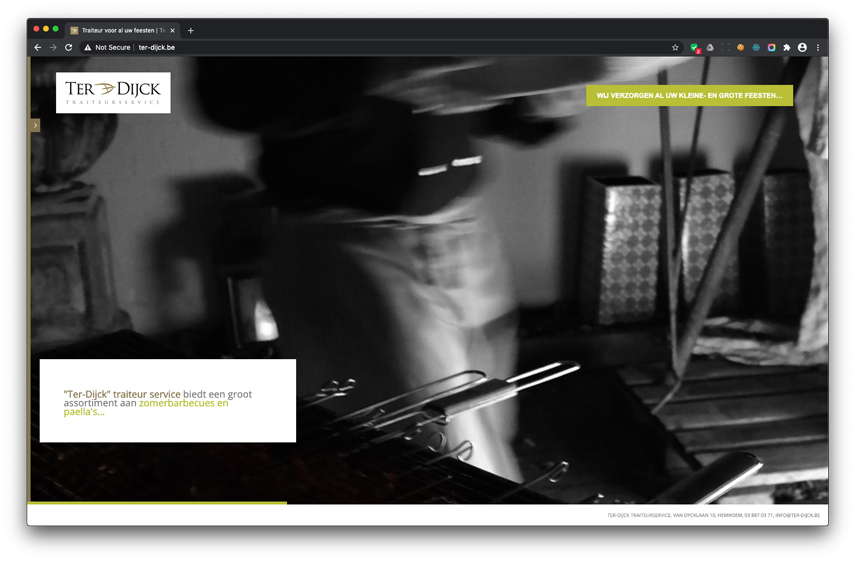 Traiteur voor al uw feesten | Te
Not Secure | ter-dijck.be
TER DIJCK
TRAITEURSERVICE
WIJ VERZORGEN AL UW KLEINE- EN GROTE FEESTEN...
"Ter-Dijck" traiteur service biedt een groot
assortiment aan zomerbarbecues en
paella's...
TER-DIJCK TRAITEURSERVICE, VAN DYCKLAAN 10, HEMIKSEM, 03 887 03 71, INFO@TER-DIJCK.BE